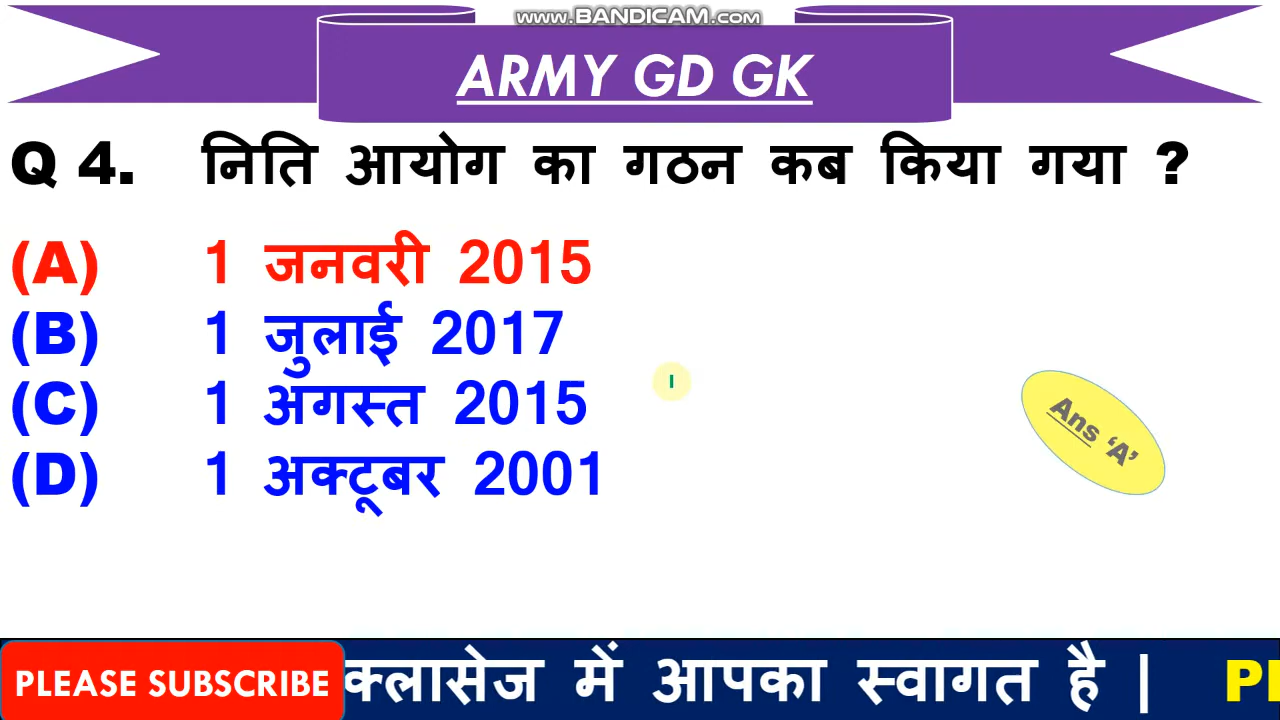 www.BANDICAM.com
ARMY GD GK
Q 4. निति आयोग का गठन कब किया गया ?
(A) 1 जनवरी 2015
(B) 1 जुलाई 2017
(C) 1 अगस्त 2015
(D) 1 अक्टूबर 2001
Ans ‘A’
PLEASE SUBSCRIBE क्लासेज में आपका स्वागत है |